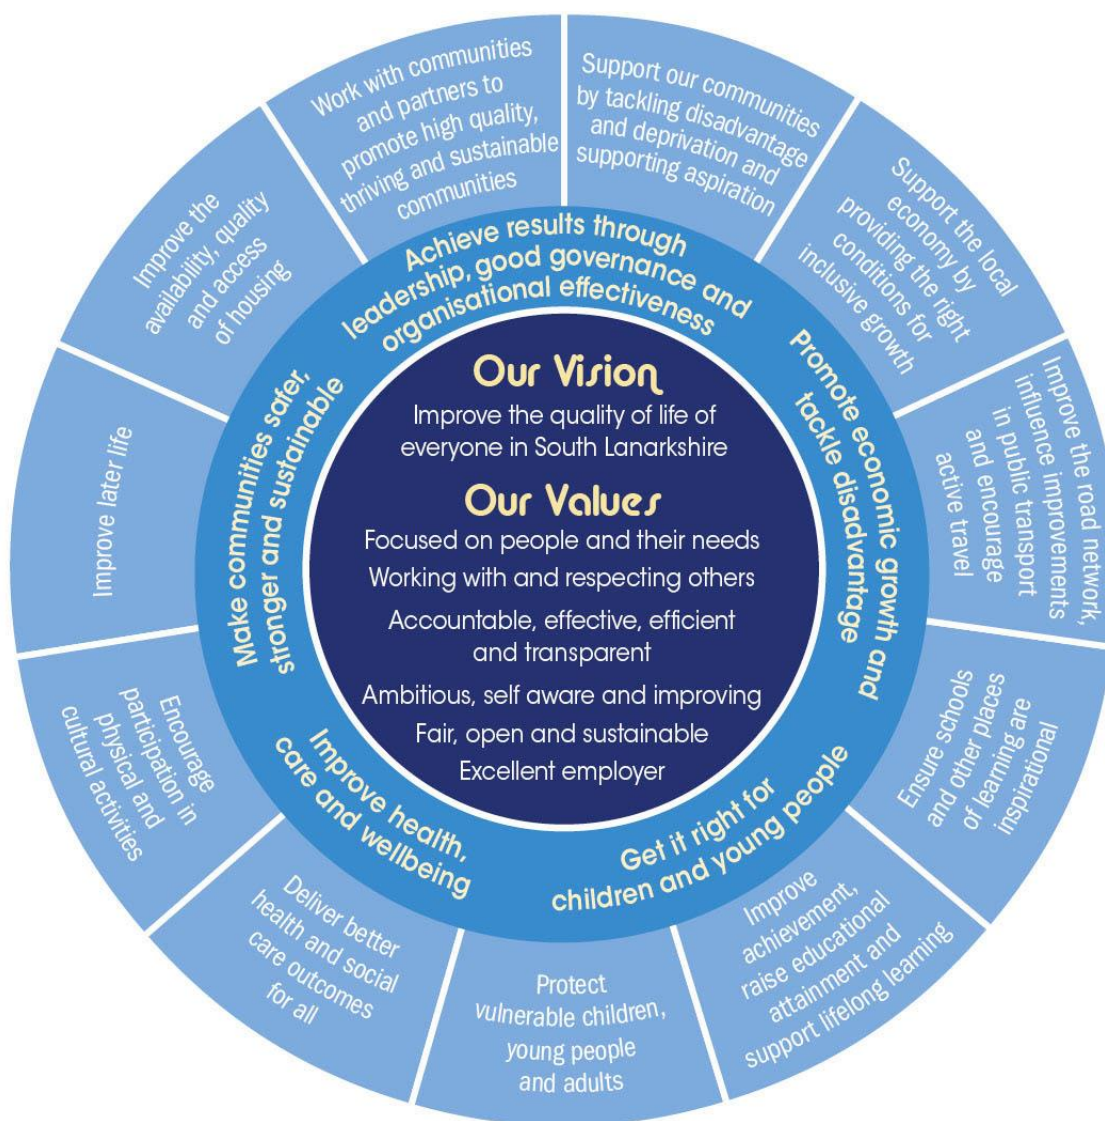 Our Vision
Improve the quality of life of
everyone in South Lanarkshire
Our Values
Focused on people and their needs
Working with and respecting others
Accountable, effective, efficient
and transparent
Ambitious, self aware and improving
Fair, open and sustainable
Excellent employer
Achieve results through
leadership, good governance and
organisational effectiveness
Promote economic growth and
tackle disadvantage
Get it right for
children and young people
Improve health,
care and wellbeing
Make communities safer,
stronger and sustainable
Support our communities
by tackling disadvantage
and deprivation and
supporting aspiration
Support the local
economy by
providing the right
conditions for
inclusive growth
Improve the road network,
influence improvements
in public transport
and encourage
active travel
Ensure schools
and other places
of learning are
inspirational
Improve
achievement,
raise educational
attainment and
support lifelong learning
Protect
vulnerable children,
young people
and adults
Deliver better
health and social
care outcomes
for all
Encourage
participation in
physical and
cultural activities
Improve later life
Improve the
availability, quality
and access
of housing
Work with communities
and partners to
promote high quality,
thriving and sustainable
communities